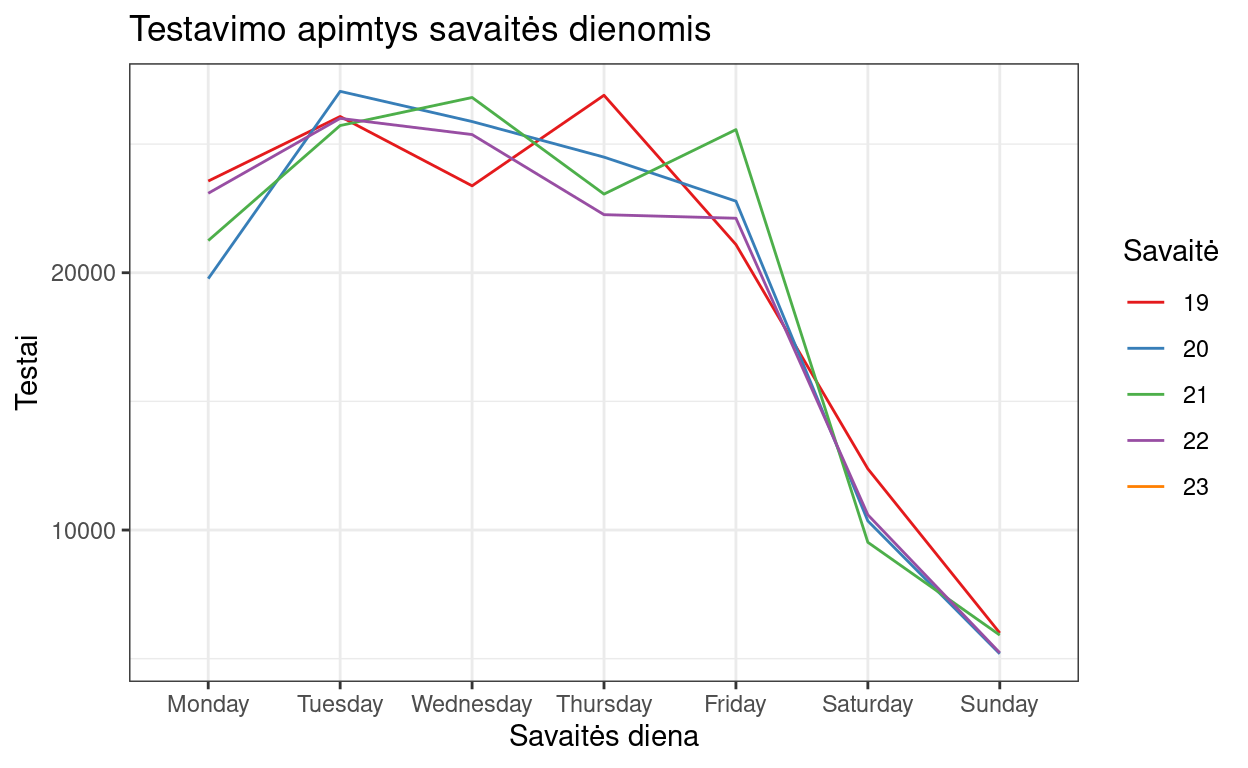 Testavimo apimtys savaitės dienomis
Testai
20000
10000
Monday Tuesday Wednesday Thursday Friday Saturday Sunday
Savaitės diena
Savaitė
19
20
21
22
23